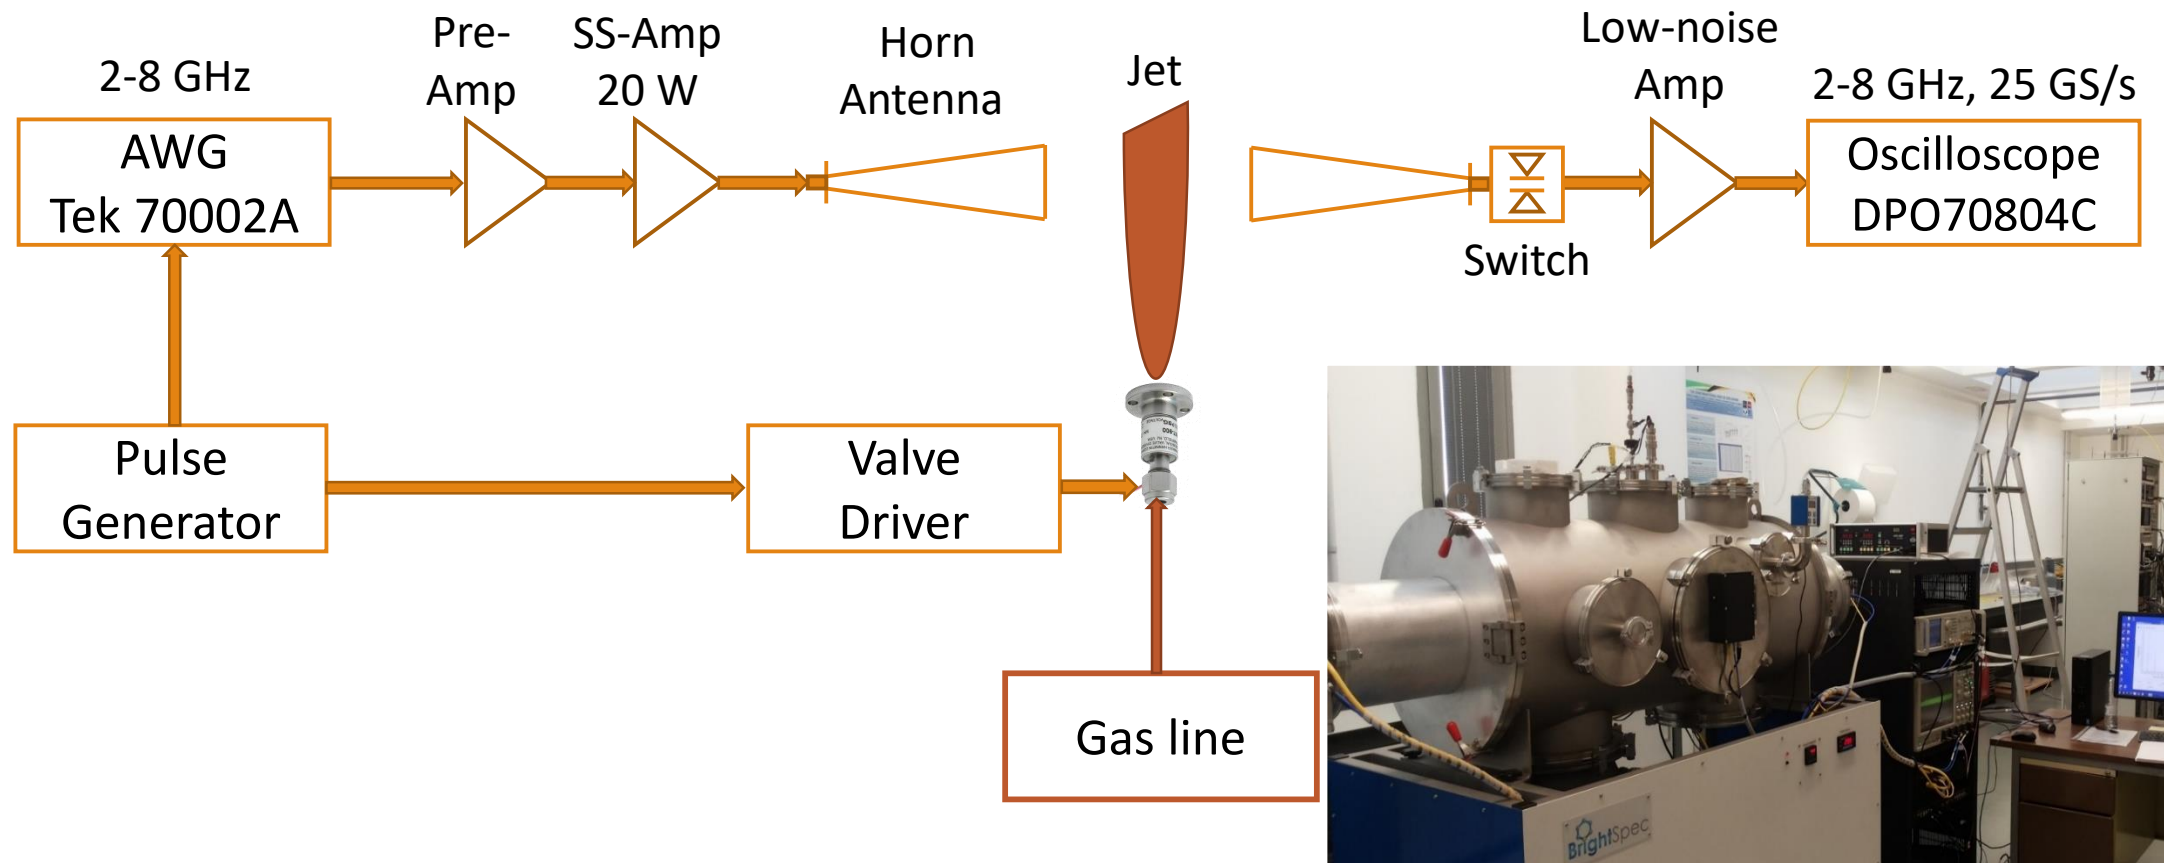 2-8 GHz
AWG
Tek 70002A
Pre-
Amp
SS-Amp
20 W
Horn
Antenna
Jet
Low-noise
Amp
2-8 GHz, 25 GS/s
Oscilloscope
DPO70804C
Switch
Pulse
Generator
Valve
Driver
Gas line
BrightSpec